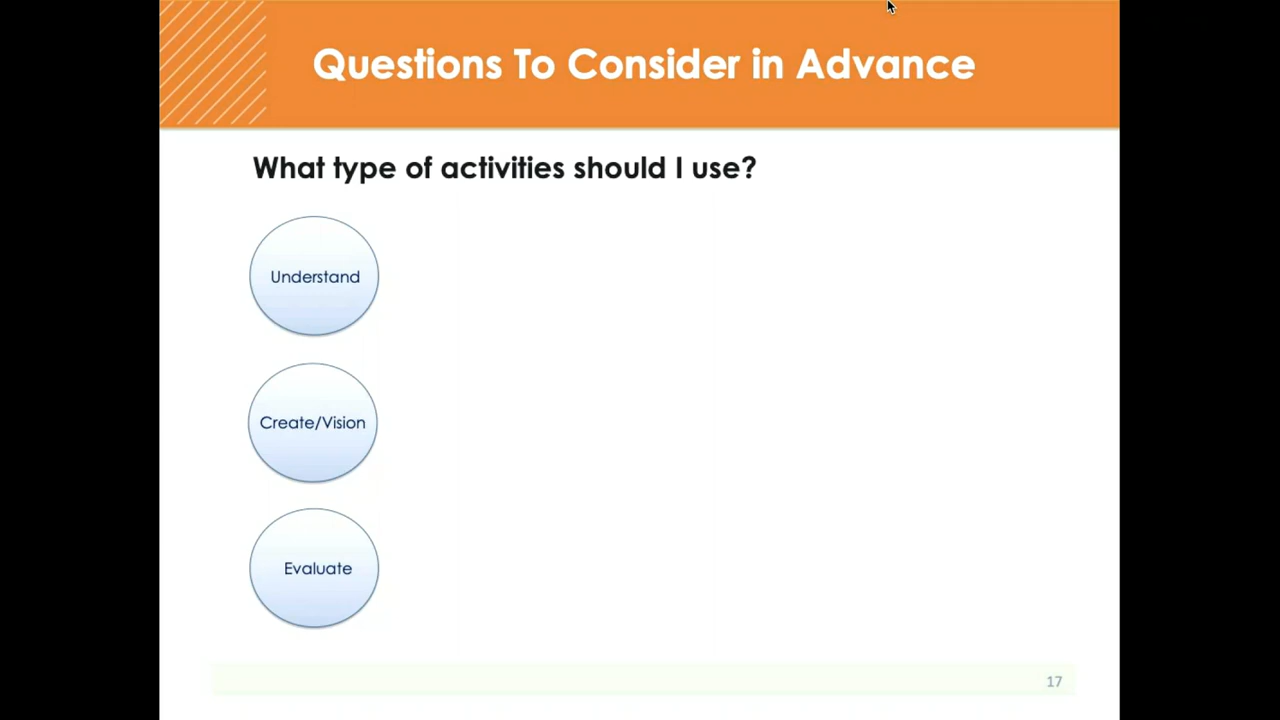 Questions To Consider in Advance
What type of activities should I use?
Understand
Create/Vision
Evaluate
17